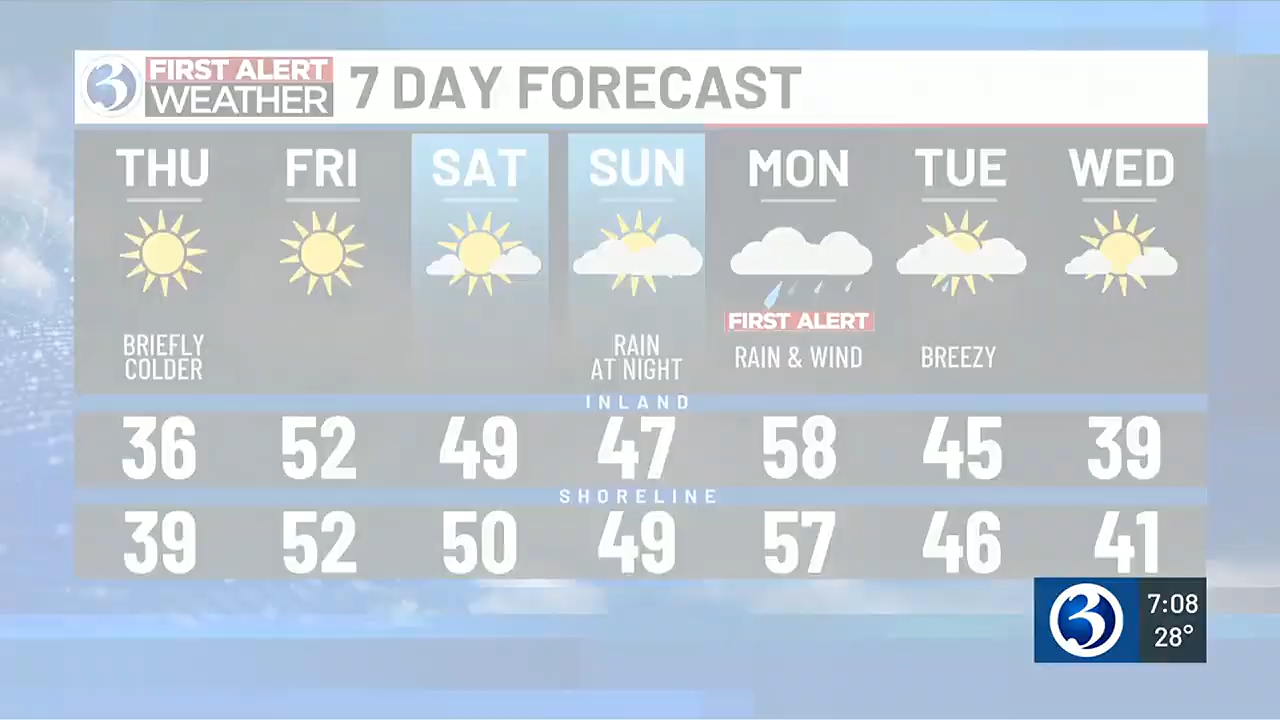 3 FIRST ALERT WEATHER 7 DAY FORECAST
THU FRI SAT SUN MON TUE WED
FIRST ALERT
BRIEFLY COLDER
RAIN AT NIGHT
RAIN & WIND
BREEZY
INLAND
36 52 49 47 58 45 39
SHORELINE
39 52 50 49 57 46 41
3 7:08
28°